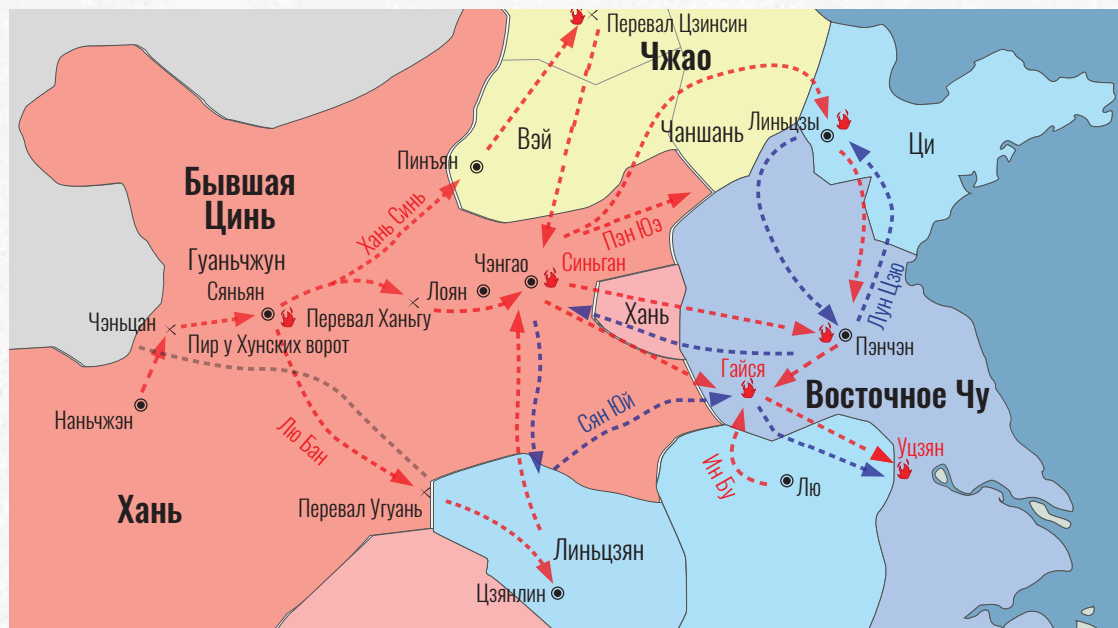 Перевал Цзинсин
Чжао
Вэй
Чаншань
Линьцзы
Ци
Пинъян
Бывшая
Цинь
Хань Синь
Пэн Юэ
Гуаньчжун
Чэнгао
Синьган
Сяньян
Лоян
Лун Цзюй
Чэньцан
Перевал Ханьгу
Хань
Пир у Хунских ворот
Пэнчэн
Гайся
Восточное Чу
Наньчжэн
Сян Юй
Лю Бан
Уцзян
Ин Бу
Лю
Хань
Перевал Угуань
Линьцзян
Цзянлин